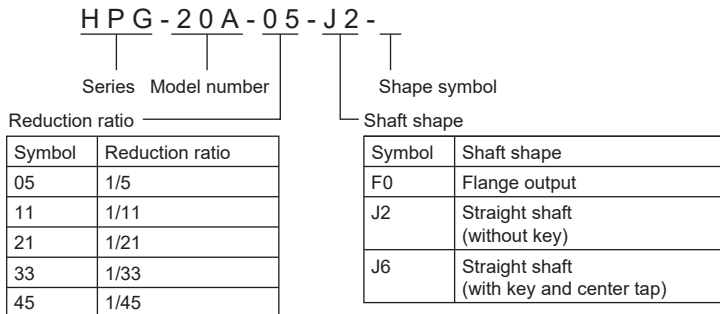 HPG-20A-05-J2-
Series Model number Shape symbol
Reduction ratio
Symbol Reduction ratio
05 1/5
11 1/11
21 1/21
33 1/33
45 1/45
Shaft shape
Symbol Shaft shape
F0 Flange output
J2 Straight shaft
(without key)
J6 Straight shaft
(with key and center tap)